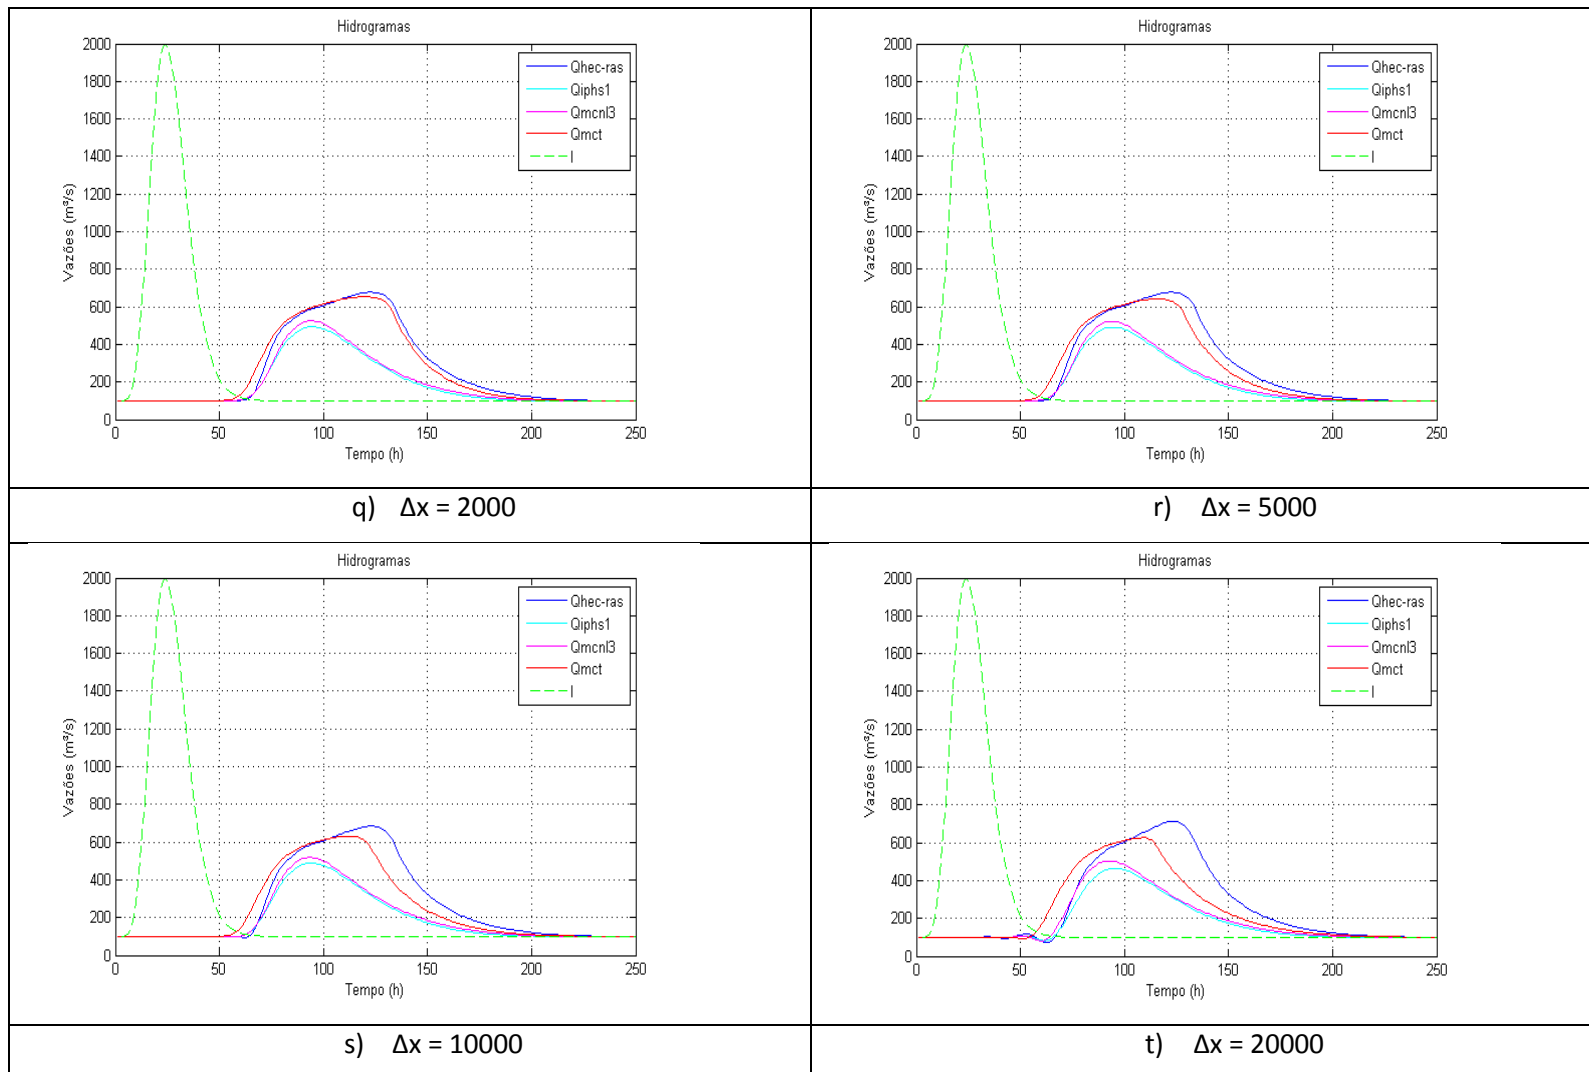 Hidrogramas
2000
1800
1600
1400
1200
1000
800
600
400
200
0
Vazões (m³/s)
Qhec-ras
Qiphs1
Qmcnl3
Qmct
I
0 50 100 150 200 250
Tempo (h)
q) Δx = 2000
Hidrogramas
2000
1800
1600
1400
1200
1000
800
600
400
200
0
Vazões (m³/s)
Qhec-ras
Qiphs1
Qmcnl3
Qmct
I
0 50 100 150 200 250
Tempo (h)
r) Δx = 5000
Hidrogramas
2000
1800
1600
1400
1200
1000
800
600
400
200
0
Vazões (m³/s)
Qhec-ras
Qiphs1
Qmcnl3
Qmct
I
0 50 100 150 200 250
Tempo (h)
s) Δx = 10000
Hidrogramas
2000
1800
1600
1400
1200
1000
800
600
400
200
0
Vazões (m³/s)
Qhec-ras
Qiphs1
Qmcnl3
Qmct
I
0 50 100 150 200 250
Tempo (h)
t) Δx = 20000